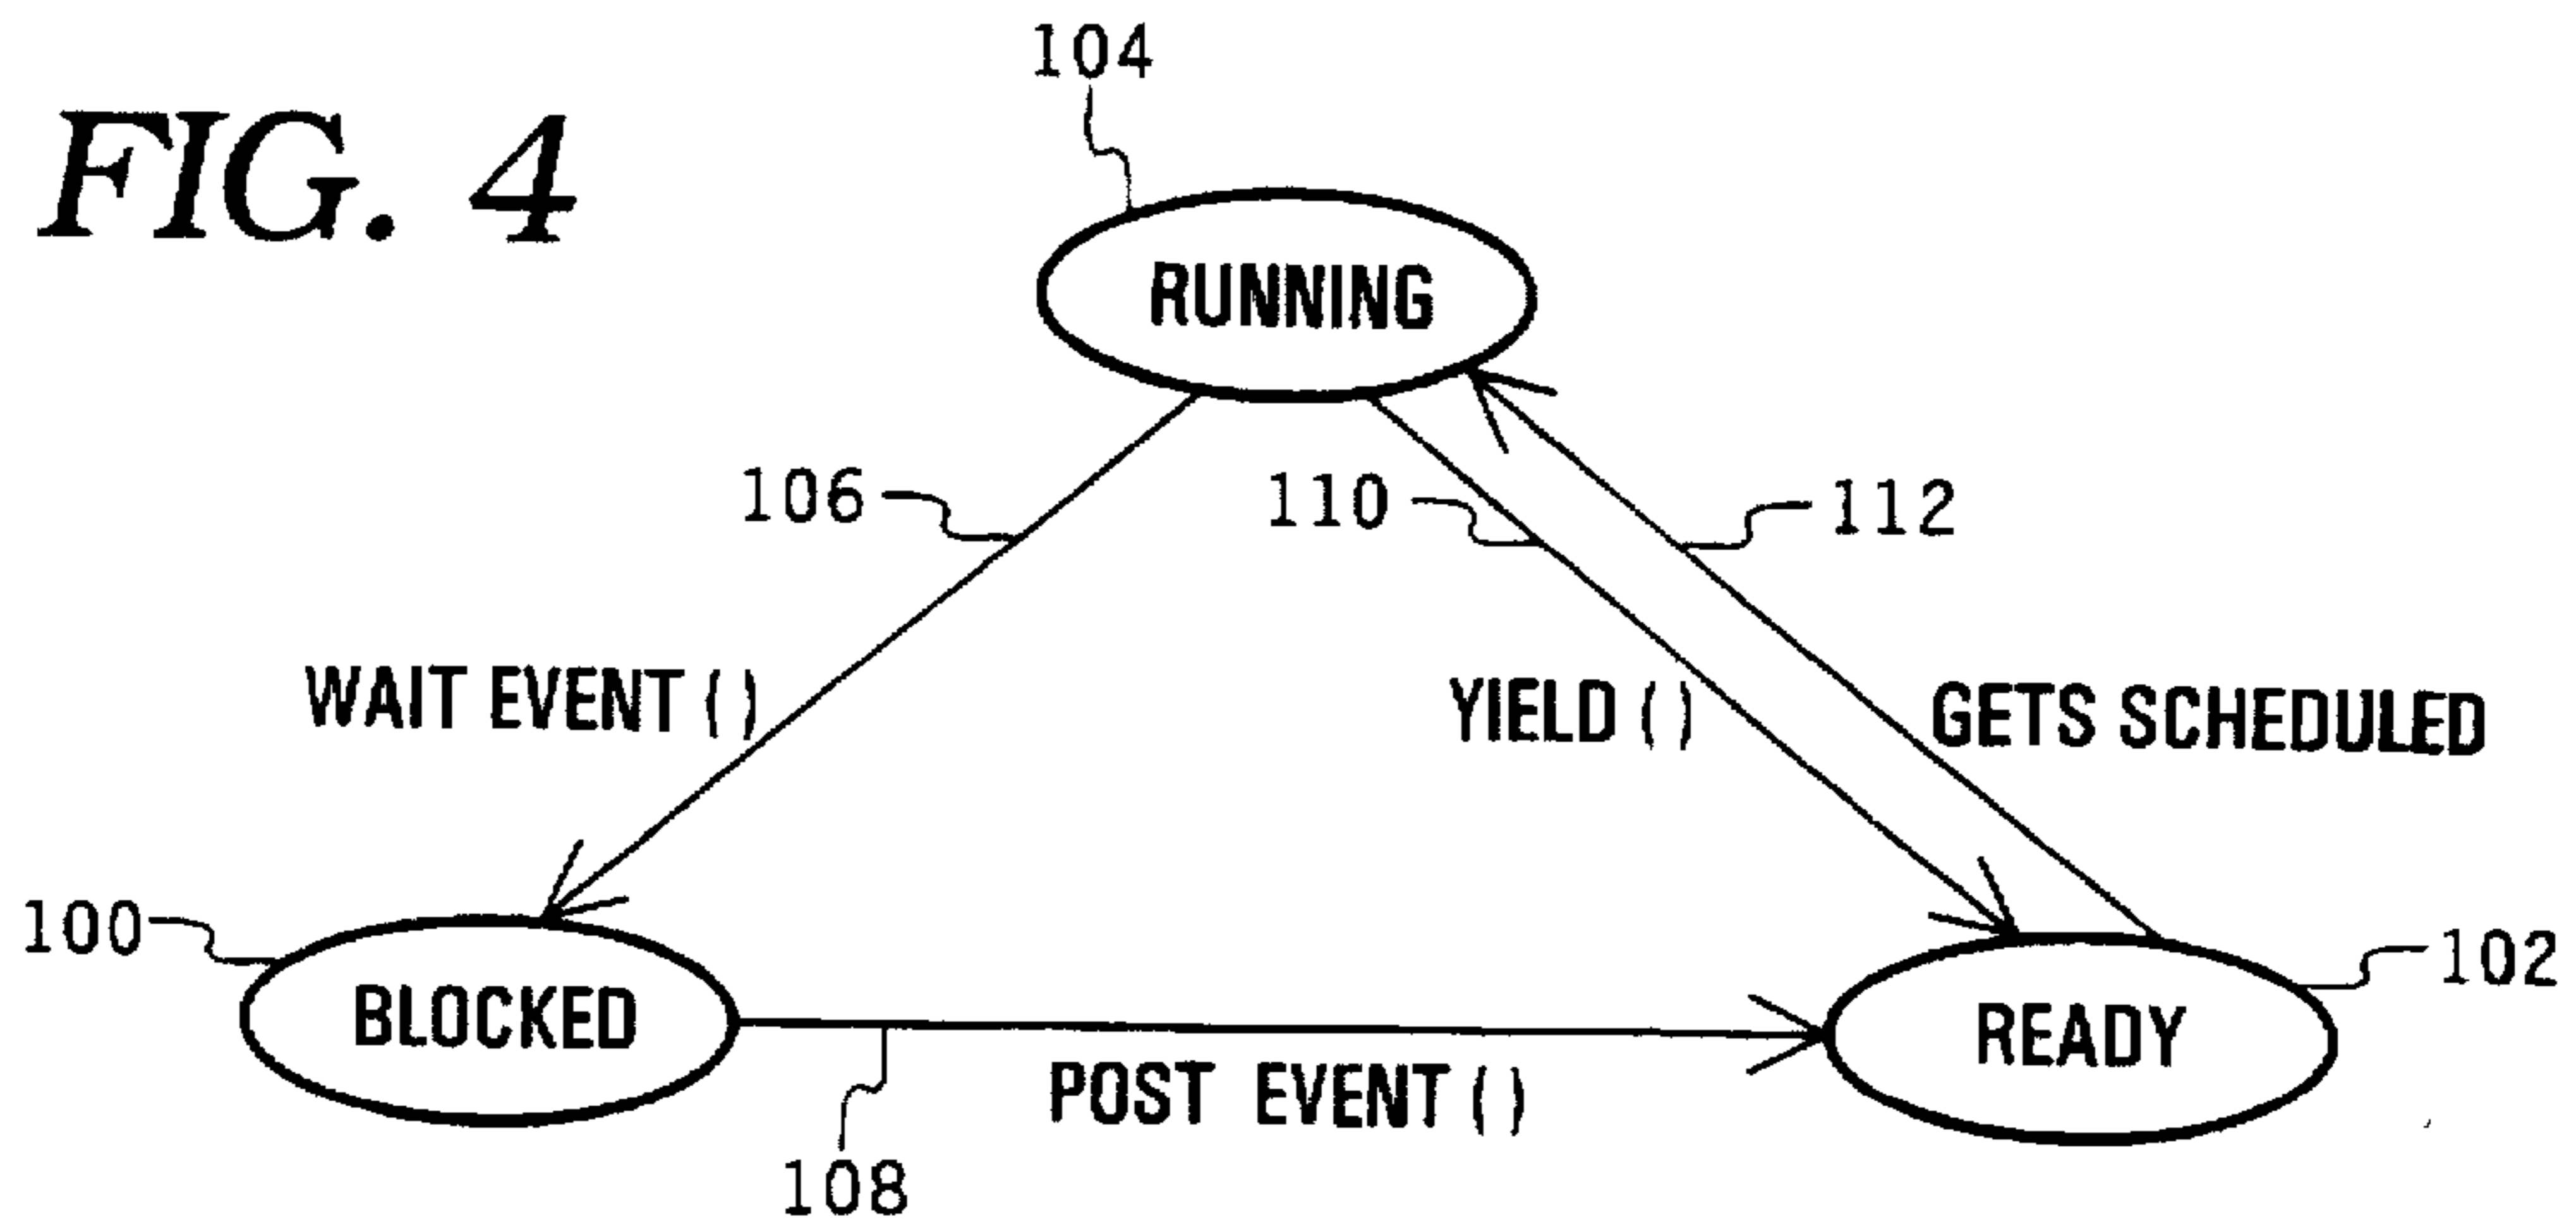 104
FIG. 4
RUNNING
106
110
112
WAIT EVENT ( )
YIELD ( )
GETS SCHEDULED
100
102
BLOCKED
READY
POST EVENT ( )
108